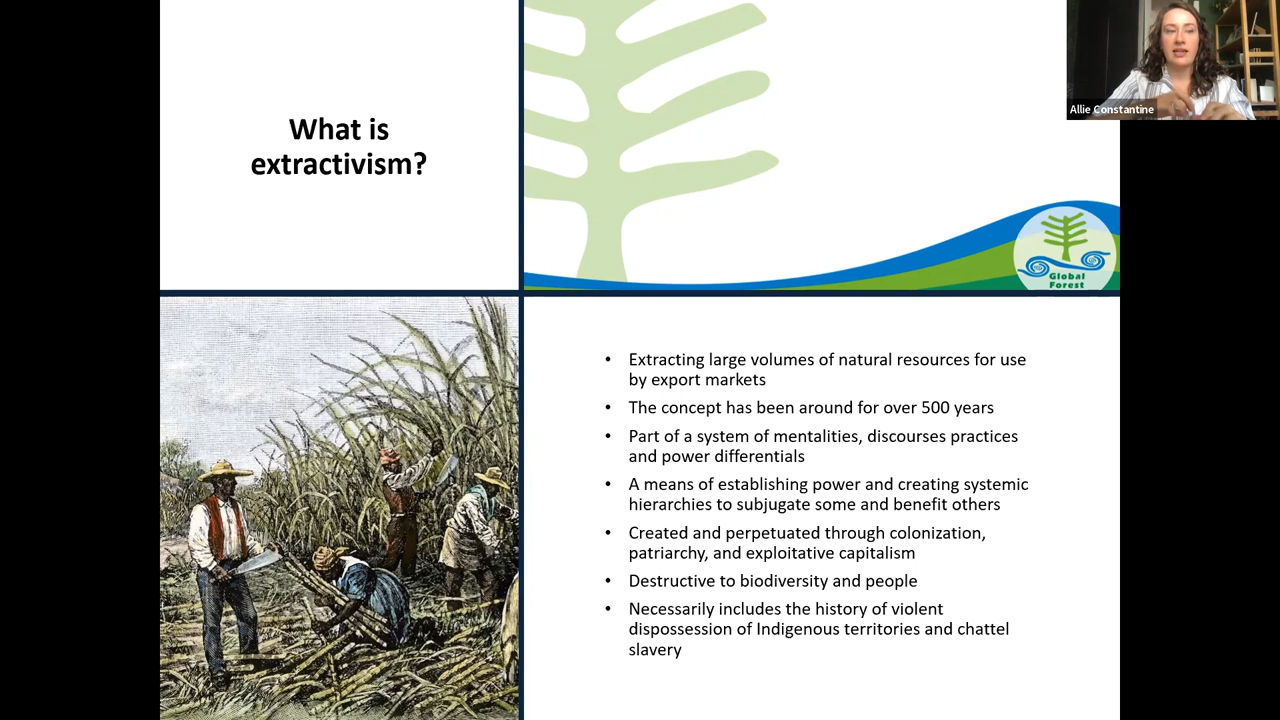 What is
extractivism?
Allie Constantine
Global
Forest
• Extracting large volumes of natural resources for use
by export markets
• The concept has been around for over 500 years
• Part of a system of mentalities, discourses practices
and power differentials
• A means of establishing power and creating systemic
hierarchies to subjugate some and benefit others
• Created and perpetuated through colonization,
patriarchy, and exploitative capitalism
• Destructive to biodiversity and people
• Necessarily includes the history of violent
dispossession of Indigenous territories and chattel
slavery